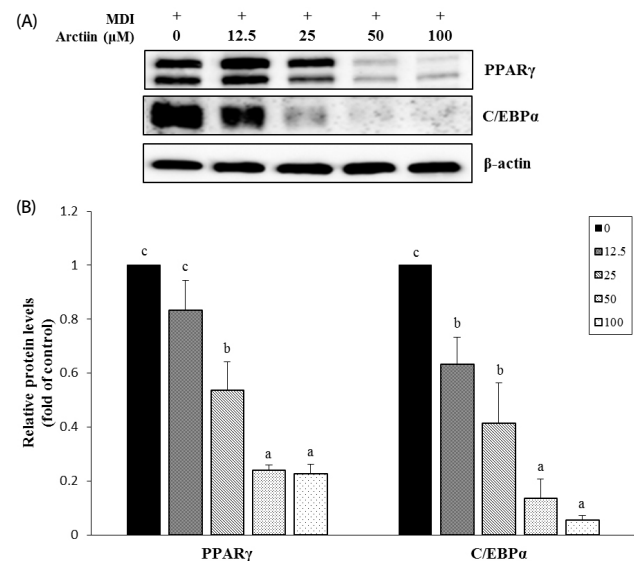 (A)
MDI + + + + +
Arctiin (μM) 0 12.5 25 50 100
PPARγ
C/EBPα
β-actin
(B)
Relative protein levels
(fold of control)
1.2
1
0.8
0.6
0.4
0.2
0
c c b a a
c b b a a
0
12.5
25
50
100
PPARγ C/EBPα